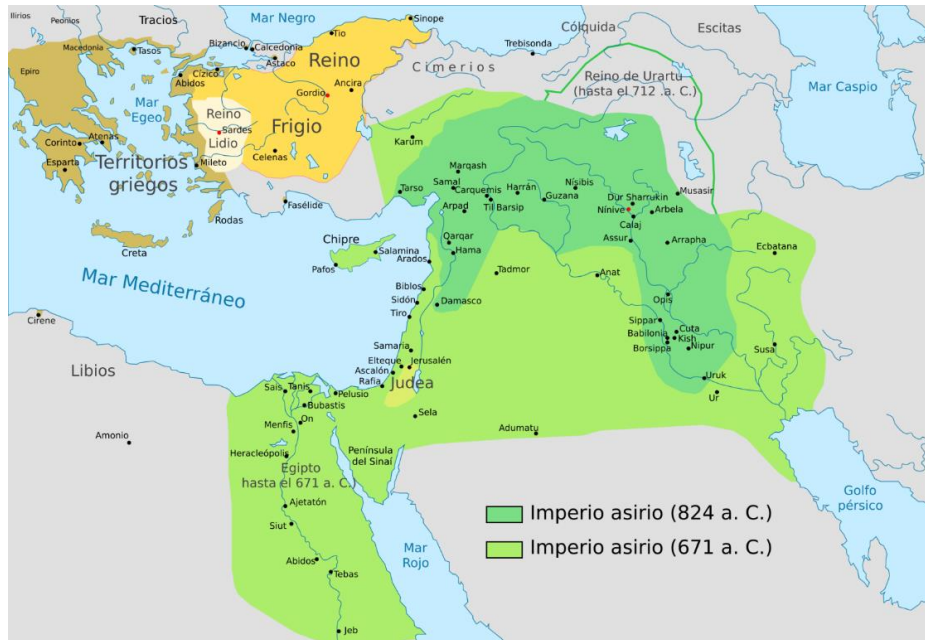 Ilirios
Peonios
Tracios
Mar Negro
Sinope
Cólquida
Escitas
Macedonia
Tasos
Bizancio
Calcedonia
Tio
Trebisonda
Epiro
Astaco
Reino
Cimerios
Reino de Urartu
(hasta el 712 .a. C.)
Mar Caspio
Abidos
Cízico
Ancira
Gordio
Mar
Egeo
Reino
Sardes
Lidio
Frigio
Karum
Corinto
Atenas
Esparta
Territorios
griegos
Mileto
Celenas
Marqash
Samal
Carquemis
Harrán
Nísibis
Musasir
Tarso
Til Barsip
Guzana
Dur Sharrukin
Nínive
Arbela
Fasélide
Arpad
Calaj
Rodas
Creta
Chipre
Qarqar
Assur
Arrapha
Ecbatana
Salamina
Hama
Pafos
Arados
Tadmor
Anat
Mar Mediterráneo
Biblos
Sidón
Damasco
Opis
Cirene
Tiro
Sippar
Cuta
Babilonia
Kish
Borsippa
Nipur
Susa
Samaria
Elteque
Jerusalén
Ascalón
Libios
Rafia
Judea
Uruk
Ur
Sais
Tanis
Pelusio
Bubastis
Sela
On
Amonio
Menfis
Adumatu
Heracleópolis
Península
del Sinaí
Egipto
hasta el 671 a. C.)
Golfo
pérsico
Ajetatón
Imperio asirio (824 a. C.)
Siut
Imperio asirio (671 a. C.)
Mar
Rojo
Abidos
Tebas
Jeb